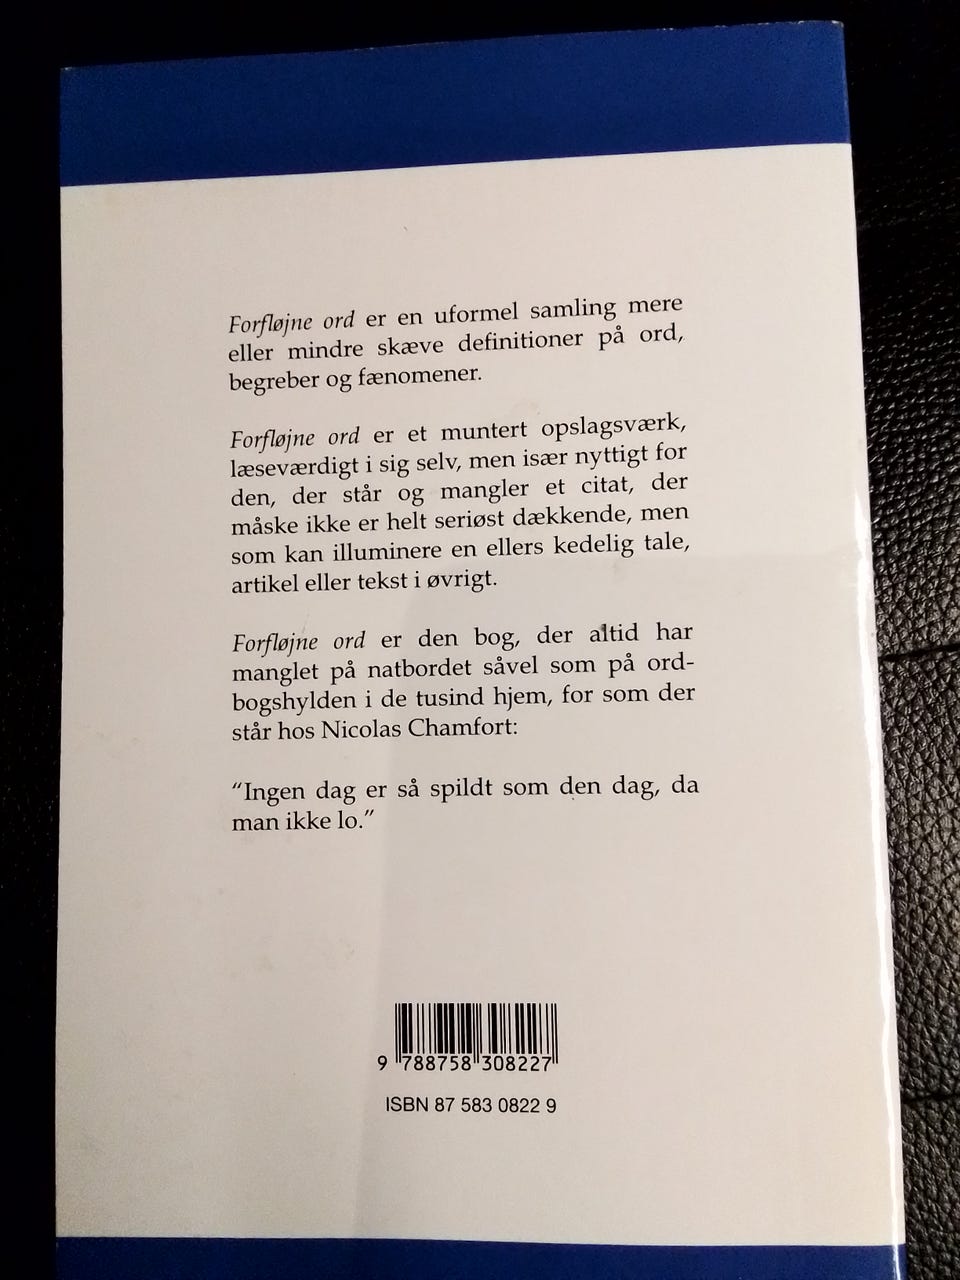 Forfløjne ord er en uformel samling mere
eller mindre skæve definitioner på ord,
begreber og fænomener.
Forfløjne ord er et muntert opslagsværk,
læseværdigt i sig selv, men især nyttigt for
den, der står og mangler et citat, der
måske ikke er helt seriøst dækkende, men
som kan illuminere en ellers kedelig tale,
artikel eller tekst i øvrigt.
Forfløjne ord er den bog, der altid har
manglet på natbordet såvel som på ord-
bogshylden i de tusind hjem, for som der
står hos Nicolas Chamfort:
"Ingen dag er så spildt som den dag, da
man ikke lo."
9 788758 308227
ISBN 87 583 0822 9